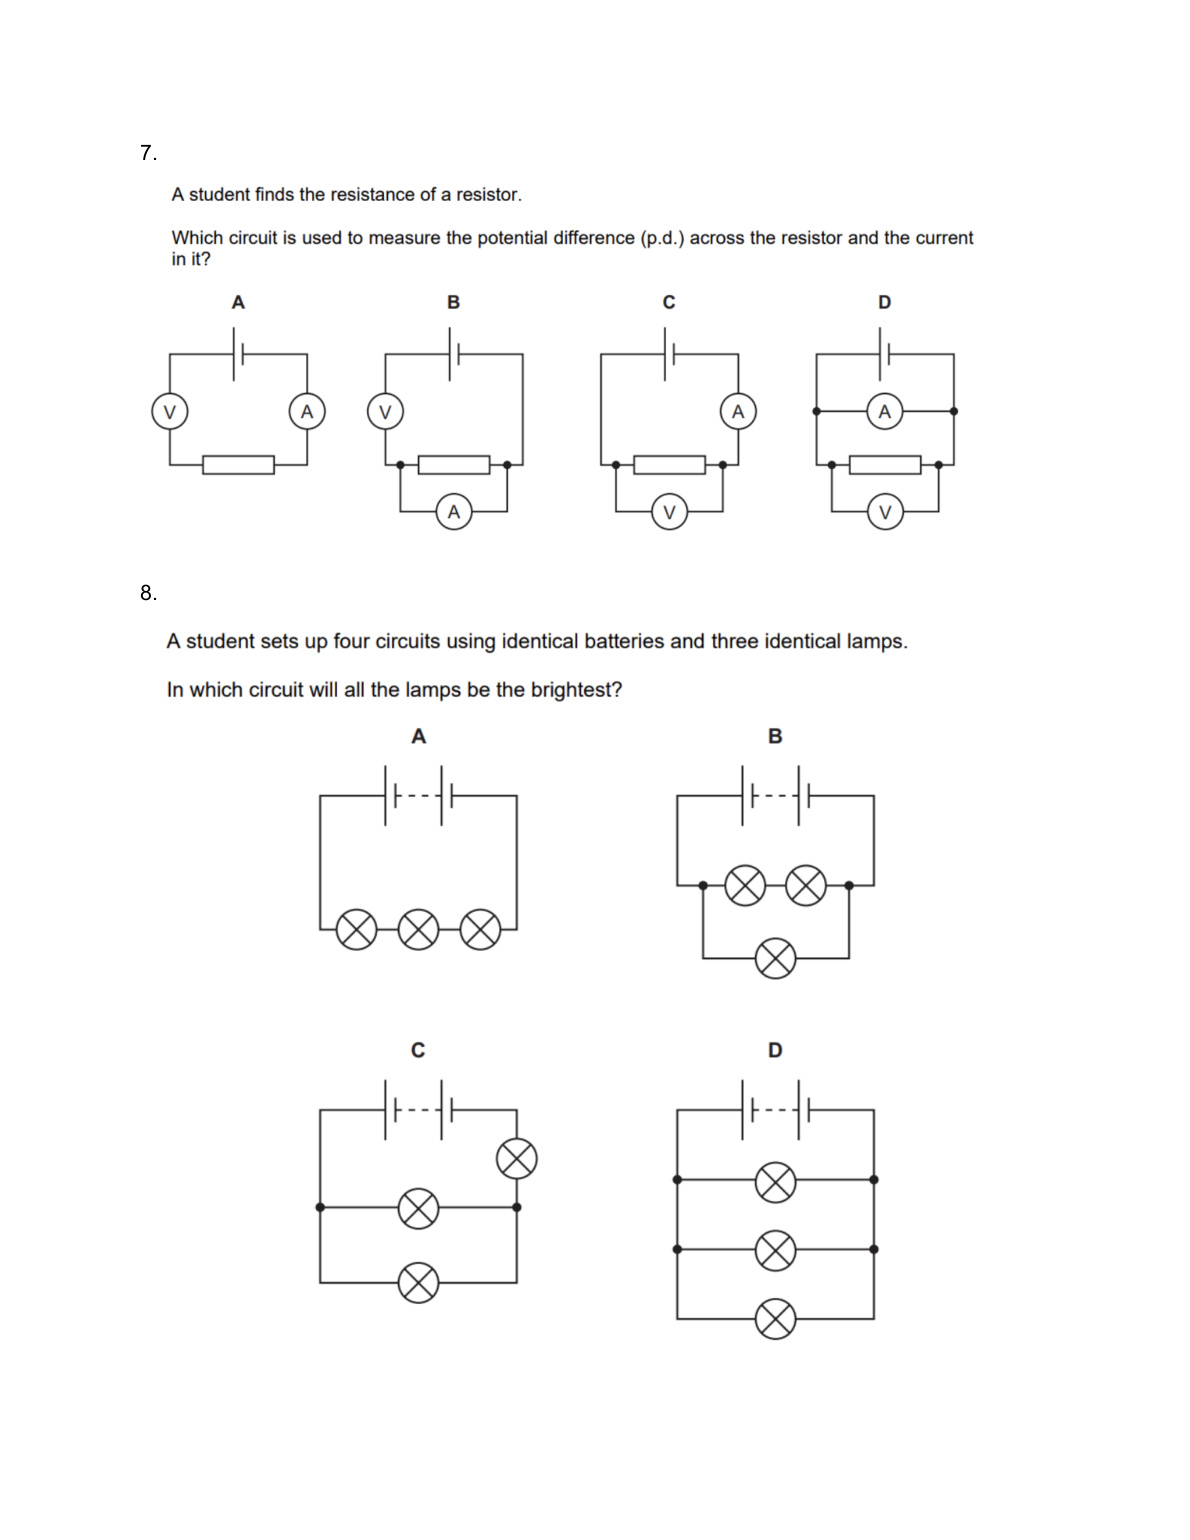 7.
A student finds the resistance of a resistor.
Which circuit is used to measure the potential difference (p.d.) across the resistor and the current
in it?
A B C D
V A V A A
A V V
8.
A student sets up four circuits using identical batteries and three identical lamps.
In which circuit will all the lamps be the brightest?
A B
C D